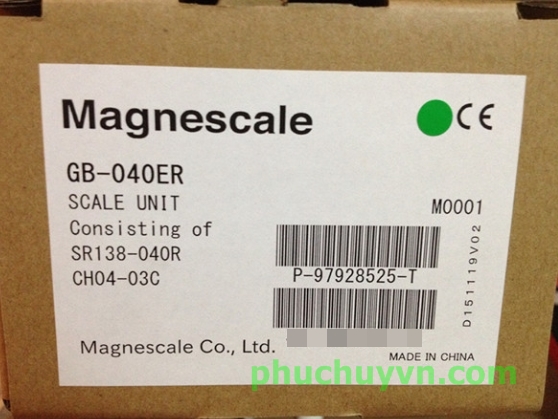 Magnescale
CE
GB-040ER
SCALE UNIT
M0001
Consisting of
SR138-040R
CH04-03C
P-97928525-T
D151119V02
Magnescale Co., Ltd.
MADE IN CHINA
phuchuyvn.com